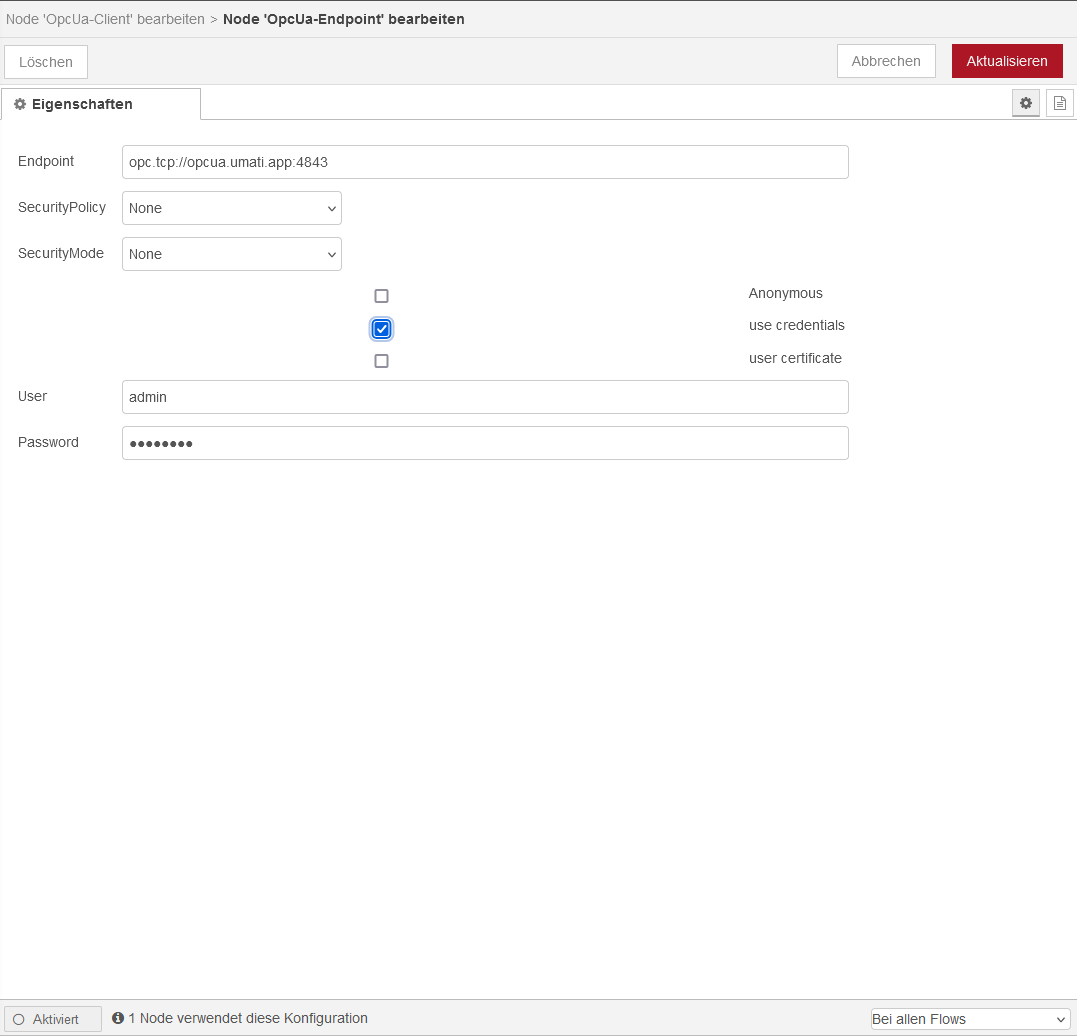 Node 'OpcUa-Client' bearbeiten > Node 'OpcUa-Endpoint' bearbeiten
Löschen
Abbrechen
Aktualisieren
Eigenschaften
Endpoint
opc.tcp://opcua.umati.app:4843
SecurityPolicy
None
SecurityMode
None
Anonymous
use credentials
user certificate
User
admin
Password
●●●●●●●●
Aktiviert
1 Node verwendet diese Konfiguration
Bei allen Flows